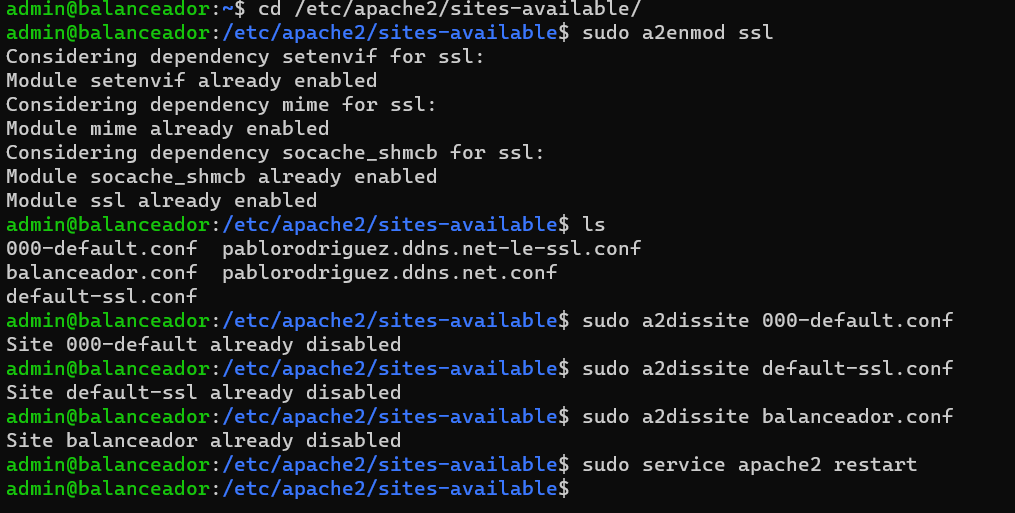 admin@balanceador:~$ cd /etc/apache2/sites-available/
admin@balanceador:/etc/apache2/sites-available$ sudo a2enmod ssl
Considering dependency setenvif for ssl:
Module setenvif already enabled
Considering dependency mime for ssl:
Module mime already enabled
Considering dependency socache_shmcb for ssl:
Module socache_shmcb already enabled
Module ssl already enabled
admin@balanceador:/etc/apache2/sites-available$ ls
000-default.conf  pablorodriguez.ddns.net-le-ssl.conf
balanceador.conf  pablorodriguez.ddns.net.conf
default-ssl.conf
admin@balanceador:/etc/apache2/sites-available$ sudo a2dissite 000-default.conf
Site 000-default already disabled
admin@balanceador:/etc/apache2/sites-available$ sudo a2dissite default-ssl.conf
Site default-ssl already disabled
admin@balanceador:/etc/apache2/sites-available$ sudo a2dissite balanceador.conf
Site balanceador already disabled
admin@balanceador:/etc/apache2/sites-available$ sudo service apache2 restart
admin@balanceador:/etc/apache2/sites-available$